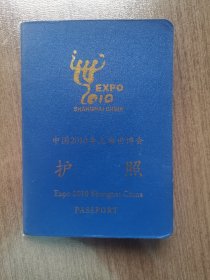 EXPO
2010
SHANGHAI CHINA
中国2010年上海世博会
护 照
Expo 2010 Shanghai China
PASSPORT